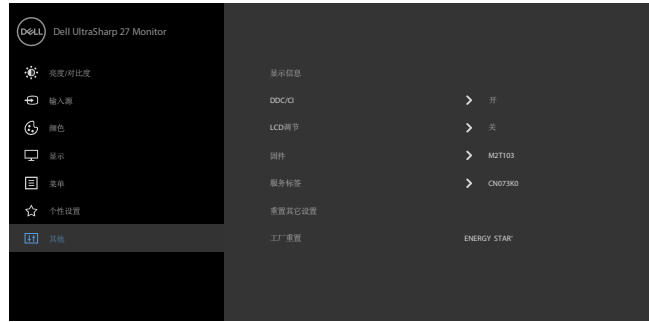 DELL Dell UltraSharp 27 Monitor
亮度/对比度 显示信息
输入源 DDC/CI 开
颜色 LCD调节 关
显示 固件 M2T103
菜单 服务标签 CN073K0
个性设置 重置其它设置
其他 工厂重置 ENERGY STAR®